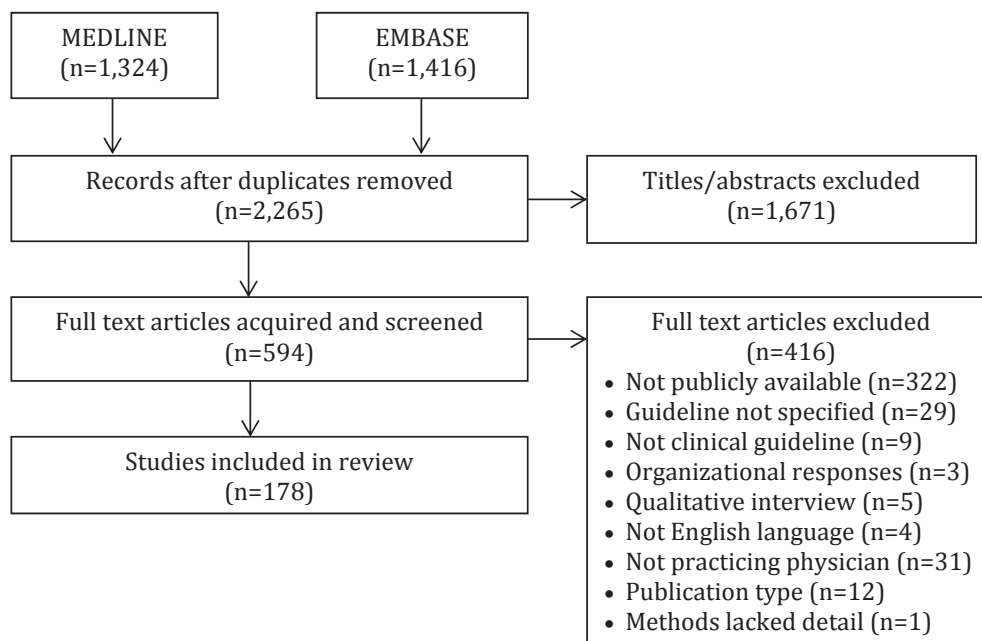 MEDLINE
(n=1,324)
EMBASE
(n=1,416)
Records after duplicates removed
(n=2,265)
Titles/abstracts excluded
(n=1,671)
Full text articles acquired and screened
(n=594)
Full text articles excluded
(n=416)
• Not publicly available (n=322)
• Guideline not specified (n=29)
• Not clinical guideline (n=9)
• Organizational responses (n=3)
• Qualitative interview (n=5)
• Not English language (n=4)
• Not practicing physician (n=31)
• Publication type (n=12)
• Methods lacked detail (n=1)
Studies included in review
(n=178)